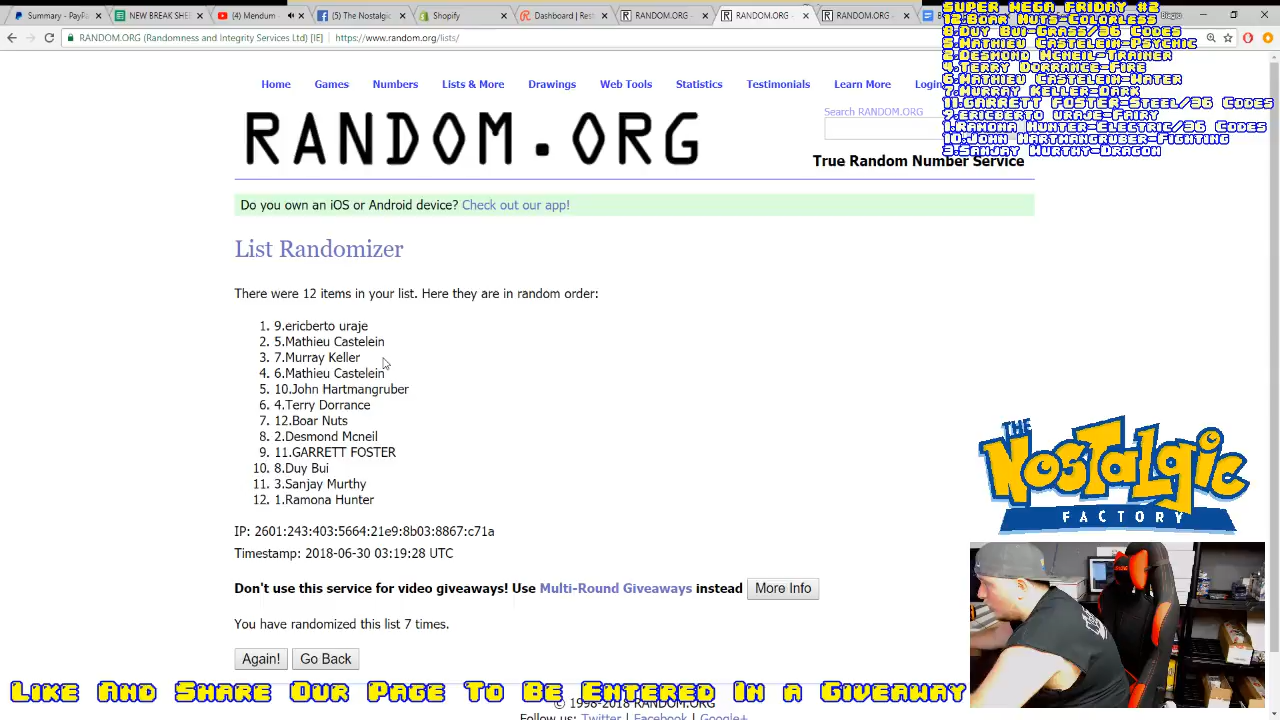 Summary - PayPa
NEW BREAK SHEE
(4) Mendum
(5) The Nostalgic
Shopify
Dashboard | Rest
RANDOM.ORG -
RANDOM.ORG -
RANDOM.ORG -
RANDOM.ORG (Randomness and Integrity Services Ltd) [IE]
https://www.random.org/lists/
SUPER MEGA FRIDAY #2
12.Boar Nuts-Colorless
8.Duy Bui-Grass/36 Codes
5.Mathieu Castelein-Psychic
2.Desmond Mcneil-Trainer
4.Terry Dorrance-Fire
6.Mathieu Castelein-Water
7.Murray Keller-Dark
11.GARRETT FOSTER-Steel/36 Codes
9.ericberto uraje-Fairy
1.Ramona Hunter-Electric/36 Codes
10.John Hartmangruber-Fighting
3.Sanjay Murthy-Dragon
Home
Games
Numbers
Lists & More
Drawings
Web Tools
Statistics
Testimonials
Learn More
Login
Search RANDOM.ORG
RANDOM.ORG
True Random Number Service
Do you own an iOS or Android device? Check out our app!
List Randomizer
There were 12 items in your list. Here they are in random order:
1. 9.ericberto uraje
2. 5.Mathieu Castelein
3. 7.Murray Keller
4. 6.Mathieu Castelein
5. 10.John Hartmangruber
6. 4.Terry Dorrance
7. 12.Boar Nuts
8. 2.Desmond Mcneil
9. 11.GARRETT FOSTER
10. 8.Duy Bui
11. 3.Sanjay Murthy
12. 1.Ramona Hunter
IP: 2601:243:403:5664:21e9:8b03:8867:c71a
Timestamp: 2018-06-30 03:19:28 UTC
Don't use this service for video giveaways! Use Multi-Round Giveaways instead
More Info
You have randomized this list 7 times.
Again!
Go Back
THE
NOSTALGIC
FACTORY
Like And Share Our Page To Be Entered In a Giveaway
© 1998-2018 RANDOM.ORG
Follow us: Twitter | Facebook | Google+